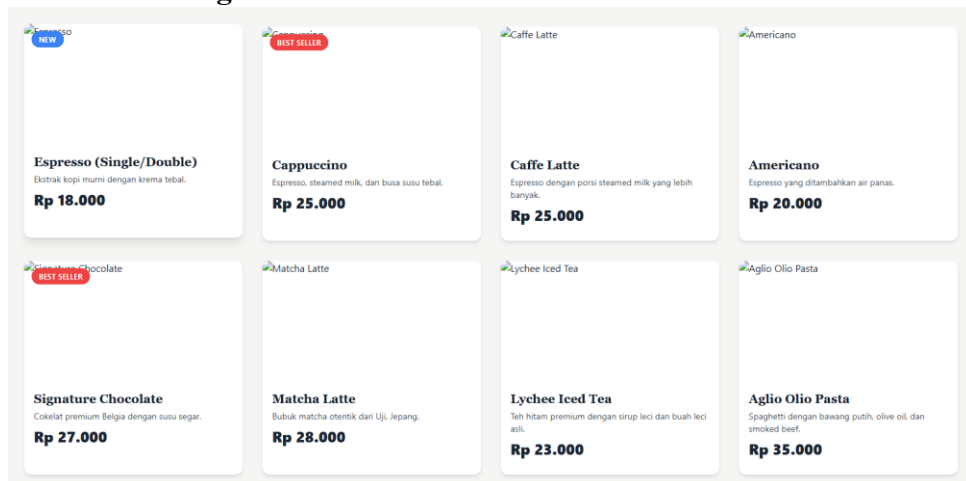 g
Espresso
NEW
Cappuccino
BEST SELLER
Caffe Latte
Americano
Espresso (Single/Double)
Ekstrak kopi murni dengan krema tebal.
Rp 18.000
Cappuccino
Espresso, steamed milk, dan busa susu tebal.
Rp 25.000
Caffe Latte
Espresso dengan porsi steamed milk yang lebih
banyak.
Rp 25.000
Americano
Espresso yang ditambahkan air panas.
Rp 20.000
Signature Chocolate
BEST SELLER
Matcha Latte
Lychee Iced Tea
Aglio Olio Pasta
Signature Chocolate
Cokelat premium Belgia dengan susu segar.
Rp 27.000
Matcha Latte
Bubuk matcha otentik dari Uji, Jepang.
Rp 28.000
Lychee Iced Tea
Teh hitam premium dengan sirup leci dan buah leci
asli.
Rp 23.000
Aglio Olio Pasta
Spaghetti dengan bawang putih, olive oil, dan
smoked beef.
Rp 35.000